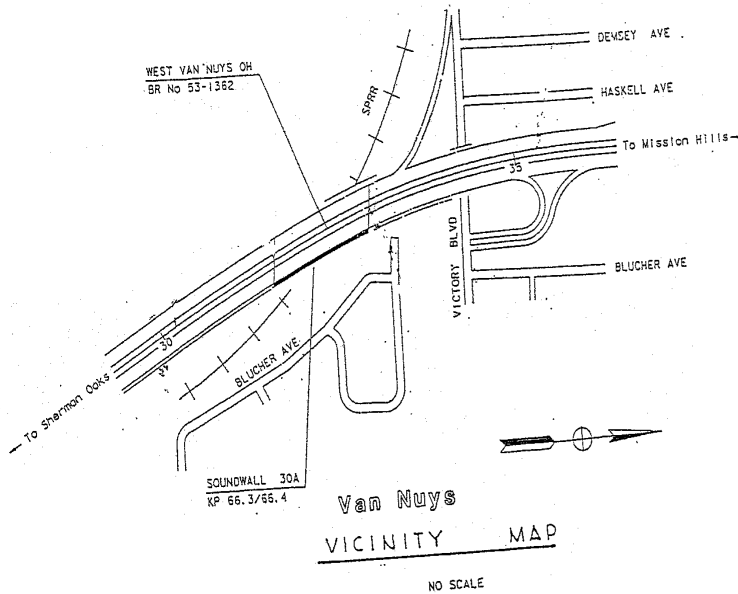 DEMSEY AVE
WEST VAN NUYS OH
BR No 53-1362
HASKELL AVE
SPRR
To Mission Hills
35
VICTORY BLVD
BLUCHER AVE
30
BLUCHER AVE.
To Sherman Oaks
SOUNDWALL 30A
KP 66.3/66.4
Van Nuys
VICINITY MAP
NO SCALE